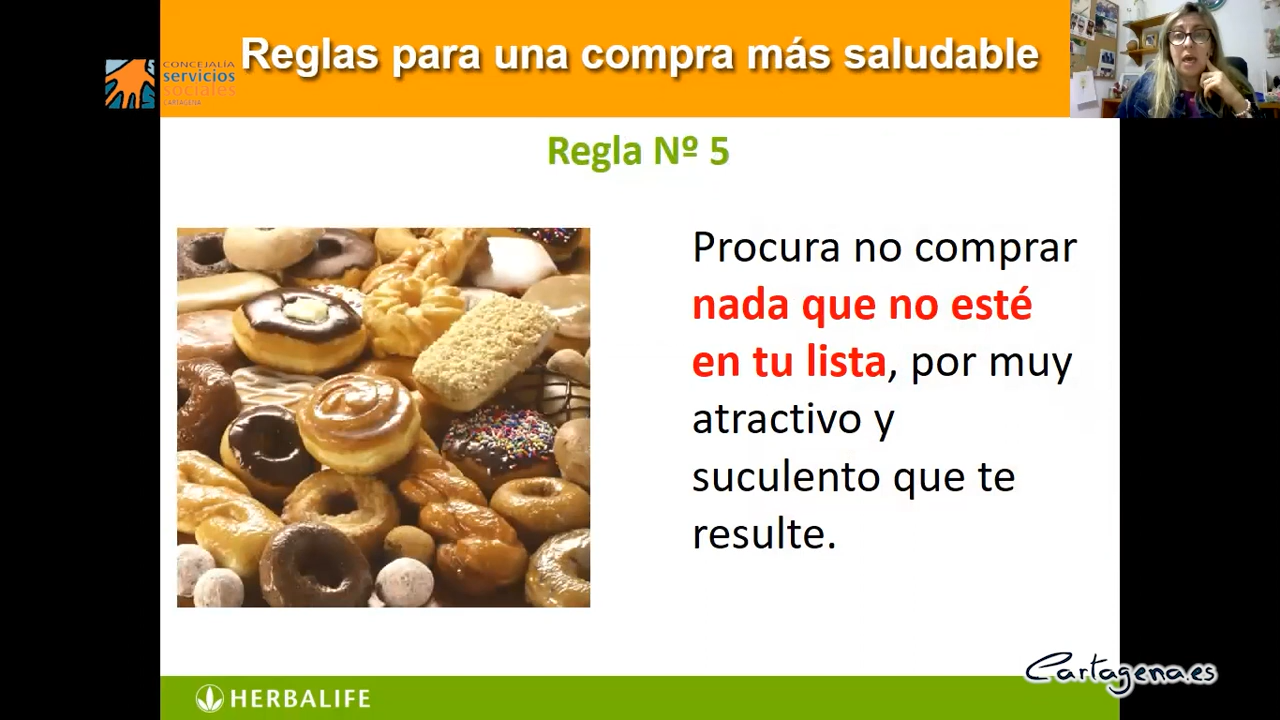 Reglas para una compra más saludable
CONCEJALÍA
servicios
sociales
CARTAGENA
Regla Nº 5
Procura no comprar
nada que no esté
en tu lista, por muy
atractivo y
suculento que te
resulte.
Cartagena.es
HERBALIFE